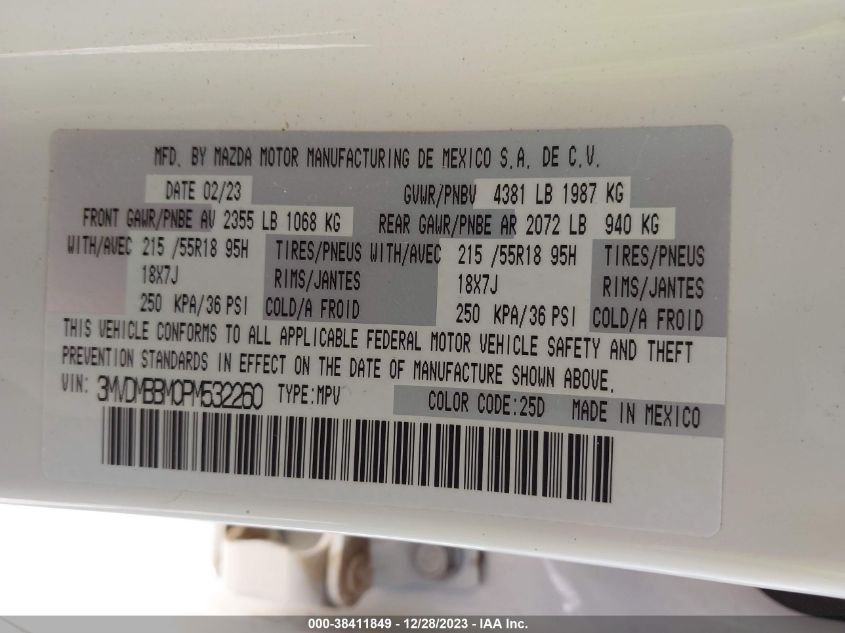 MFD. BY MAZDA MOTOR MANUFACTURING DE MEXICO S.A. DE C.V.
DATE 02/23 GVWR/PNBV 4381 LB 1987 KG
FRONT GAWR/PNBE AV 2355 LB 1068 KG REAR GAWR/PNBE AR 2072 LB 940 KG
WITH/AVEC 215 /55R18 95H TIRES/PNEUS WITH/AVEC 215 /55R18 95H TIRES/PNEUS
18X7J RIMS/JANTES 18X7J RIMS/JANTES
250 KPA/36 PSI COLD/A FROID 250 KPA/36 PSI COLD/A FROID
THIS VEHICLE CONFORMS TO ALL APPLICABLE FEDERAL MOTOR VEHICLE SAFETY AND THEFT
PREVENTION STANDARDS IN EFFECT ON THE DATE OF MANUFACTURE SHOWN ABOVE.
VIN: 3MVDMBBM0PM532260 TYPE:MPV COLOR CODE:25D MADE IN MEXICO
000-38411849 - 12/28/2023 - IAA Inc.